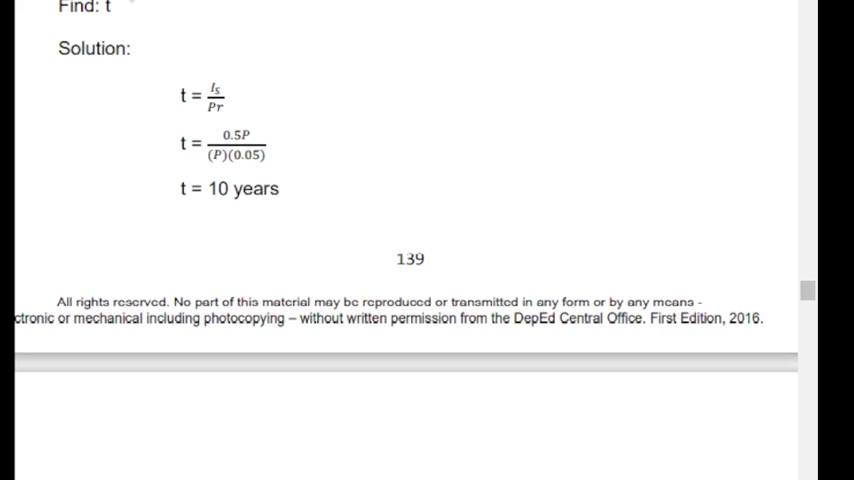 Find: t
Solution:
t = Is/Pr
t = 0.5P/(P)(0.05)
t = 10 years
139
All rights reserved. No part of this material may be reproduced or transmitted in any form or by any means -
ctronic or mechanical including photocopying – without written permission from the DepEd Central Office. First Edition, 2016.